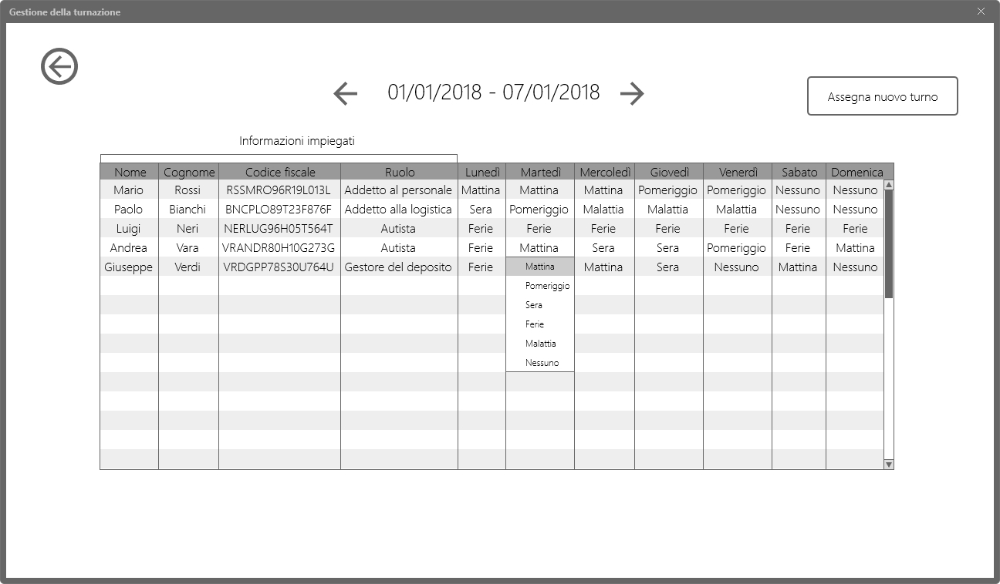 Gestione della turnazione
01/01/2018 - 07/01/2018
Assegna nuovo turno
Informazioni impiegati
Nome Cognome Codice fiscale Ruolo Lunedì Martedì Mercoledì Giovedì Venerdì Sabato Domenica
Mario Rossi RSSMRO96R19L013L Addetto al personale Mattina Mattina Mattina Pomeriggio Pomeriggio Nessuno Nessuno
Paolo Bianchi BNCPLO89T23F876F Addetto alla logistica Sera Pomeriggio Malattia Malattia Malattia Nessuno Nessuno
Luigi Neri NERLUG96H05T564T Autista Ferie Ferie Ferie Ferie Ferie Ferie Ferie
Andrea Vara VRANDR80H10G273G Autista Ferie Mattina Sera Sera Pomeriggio Ferie Mattina
Giuseppe Verdi VRDGPP78S30U764U Gestore del deposito Ferie Mattina Mattina Sera Nessuno Mattina Nessuno
Pomeriggio
Sera
Ferie
Malattia
Nessuno